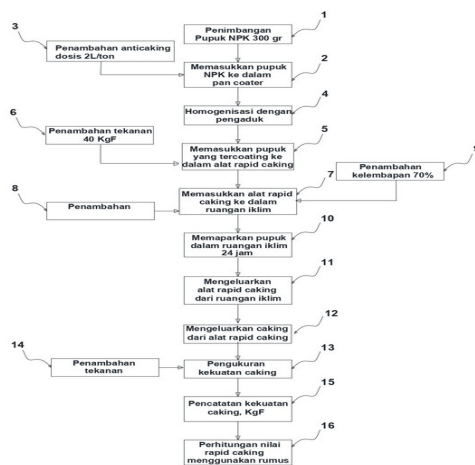 1
Penimbangan
Pupuk NPK 300 gr
3
Penambahan anticaking
dosis 2L/ton
2
Memasukkan pupuk
NPK ke dalam
pan coater
4
Homogenisasi dengan
pengaduk
6
Penambahan tekanan
40 KgF
5
Memasukkan pupuk
yang tercoating ke
dalam alat rapid caking
9
Penambahan
kelembapan 70%
7
Memasukkan alat rapid
caking ke dalam
ruangan iklim
8
Penambahan
10
Memaparkan pupuk
dalam ruangan iklim
24 jam
11
Mengeluarkan
alat rapid caking
dari ruangan iklim
12
Mengeluarkan caking
dari alat rapid caking
14
Penambahan
tekanan
13
Pengukuran
kekuatan caking
15
Pencatatan kekuatan
caking, KgF
16
Perhitungan nilai
rapid caking
menggunakan rumus